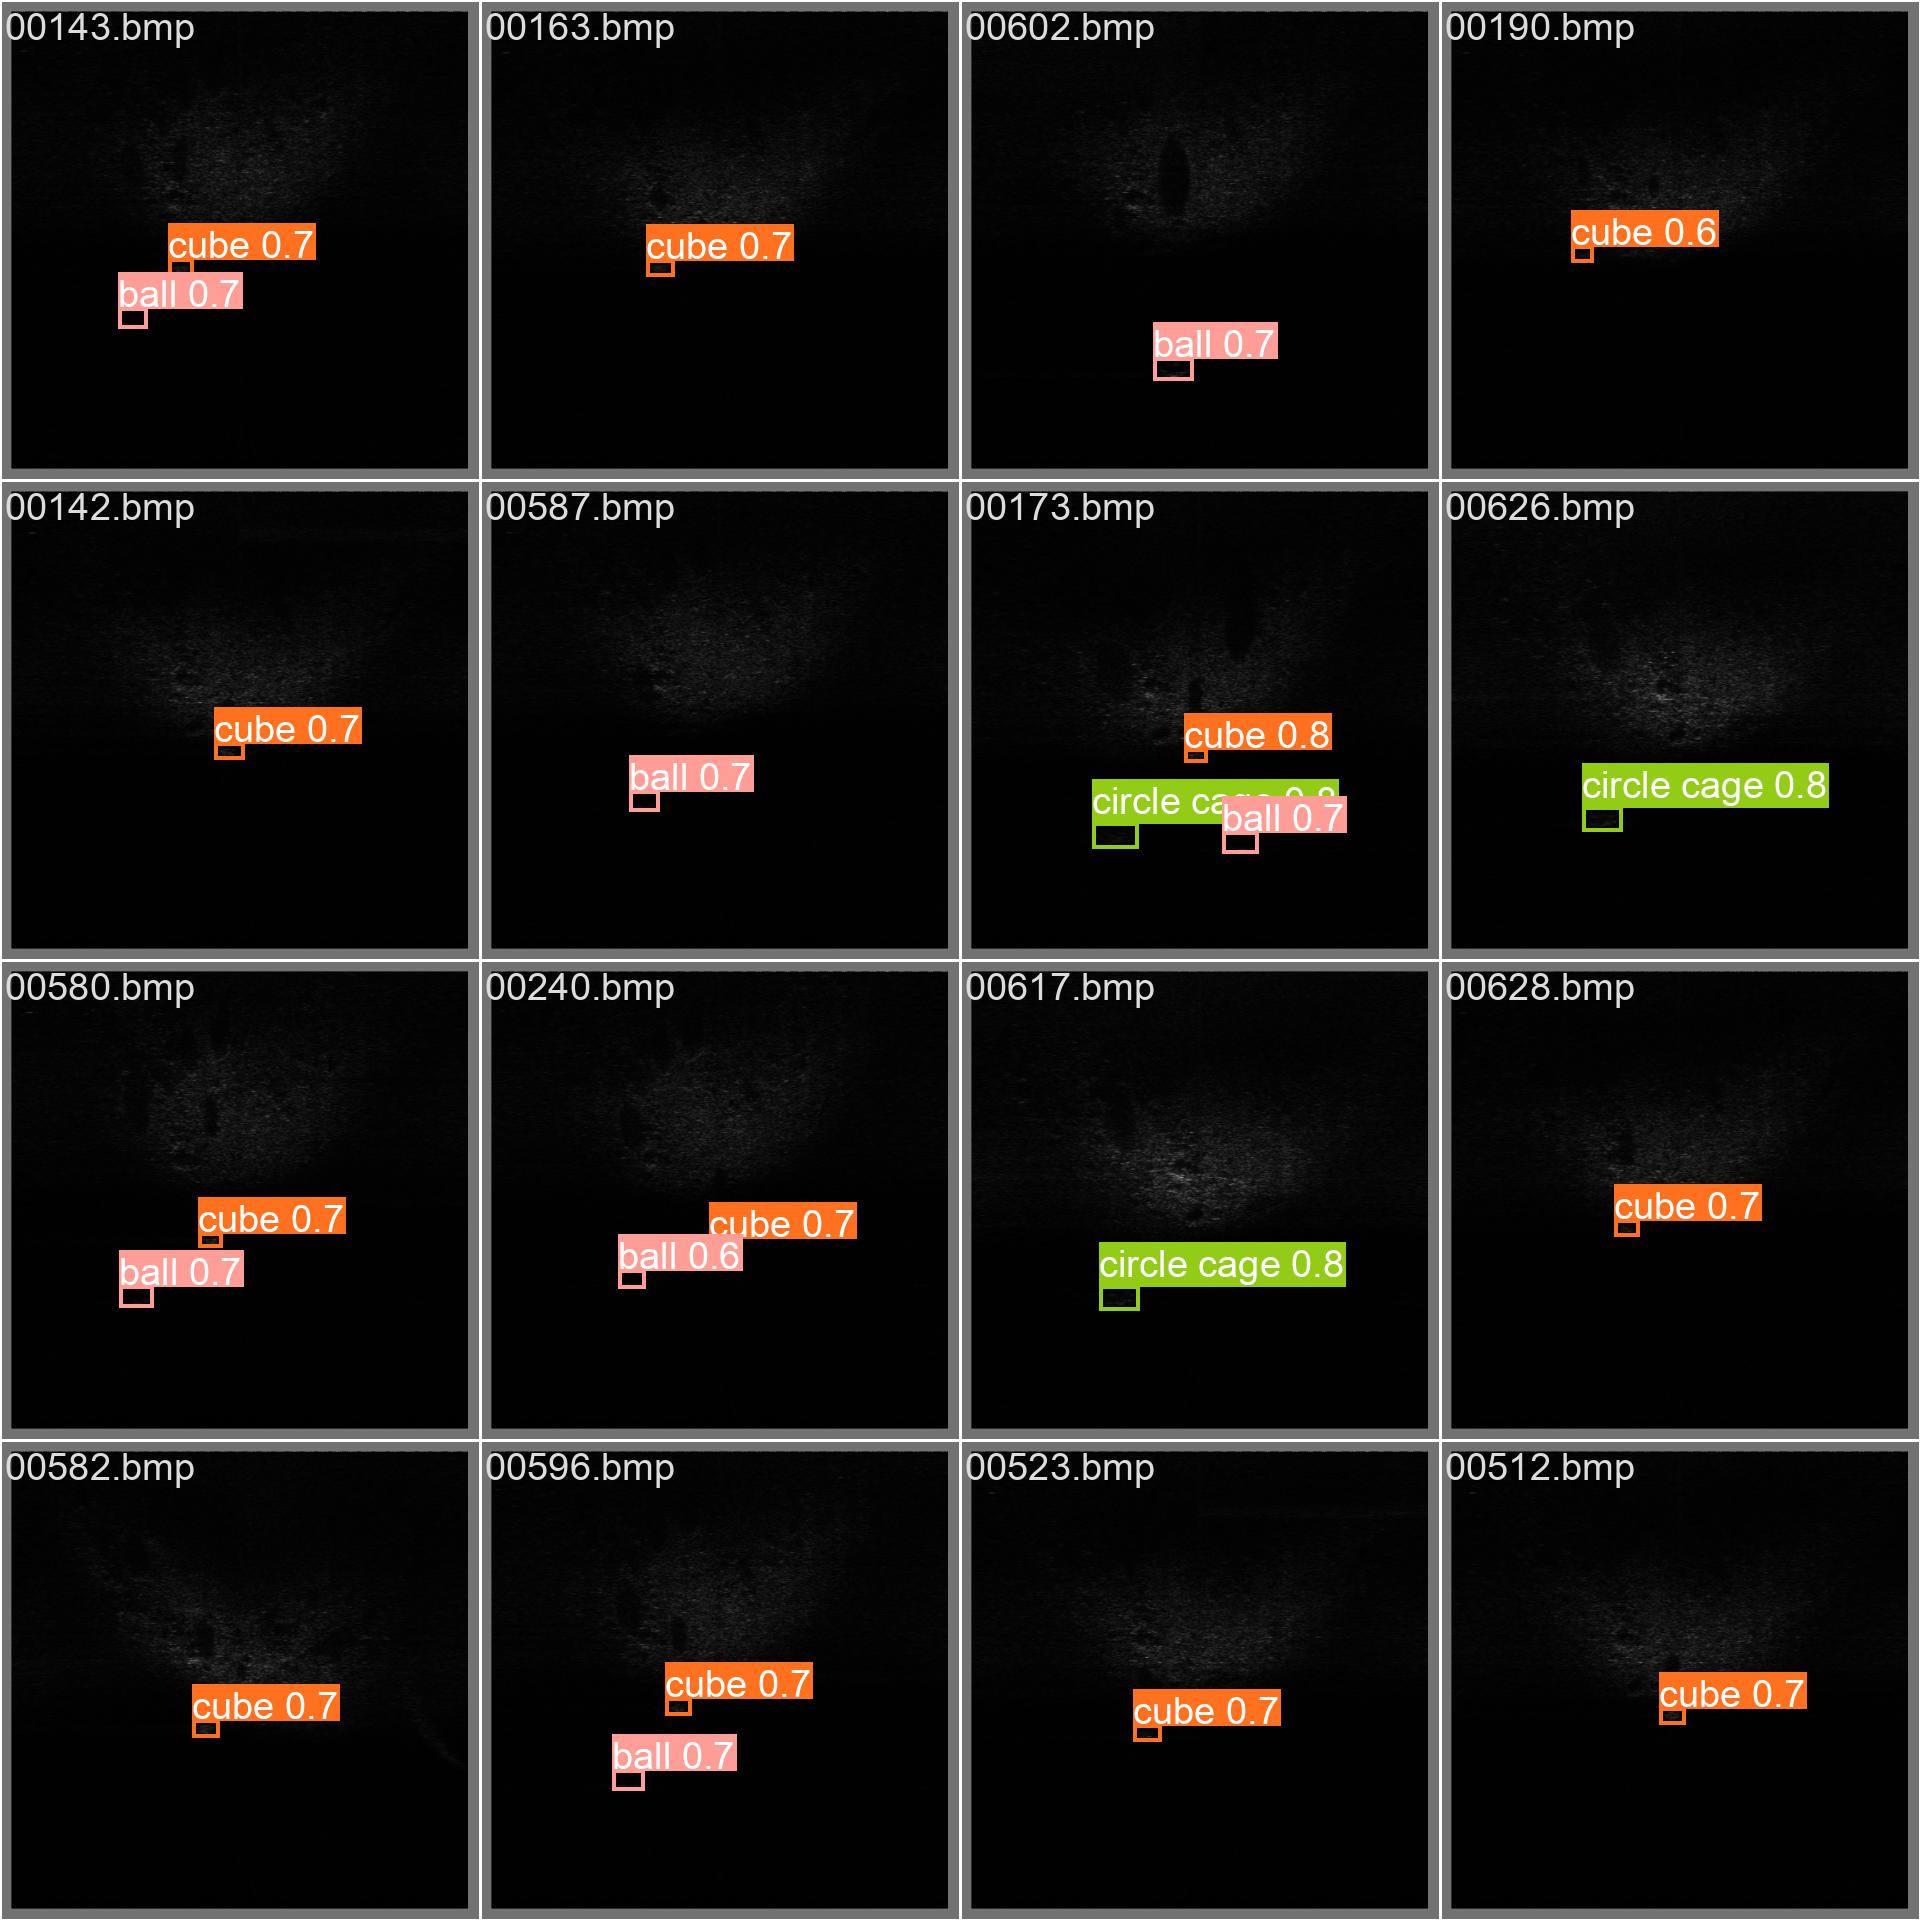 00143.bmp
cube 0.7
ball 0.7
00163.bmp
cube 0.7
00602.bmp
ball 0.7
00190.bmp
cube 0.6
00142.bmp
cube 0.7
00587.bmp
ball 0.7
00173.bmp
cube 0.8
circle cage 0.8
ball 0.7
00626.bmp
circle cage 0.8
00580.bmp
cube 0.7
ball 0.7
00240.bmp
cube 0.7
ball 0.6
00617.bmp
circle cage 0.8
00628.bmp
cube 0.7
00582.bmp
cube 0.7
00596.bmp
cube 0.7
ball 0.7
00523.bmp
cube 0.7
00512.bmp
cube 0.7